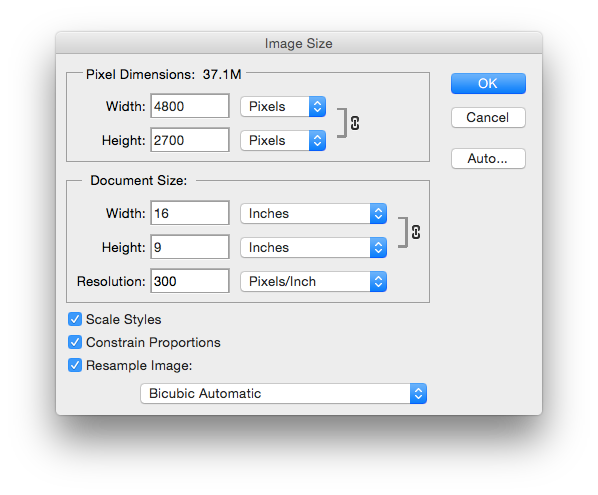 Image Size
Pixel Dimensions: 37.1M
Width: 4800 Pixels
Height: 2700 Pixels
OK
Cancel
Auto...
Document Size:
Width: 16 Inches
Height: 9 Inches
Resolution: 300 Pixels/Inch
Scale Styles
Constrain Proportions
Resample Image:
Bicubic Automatic